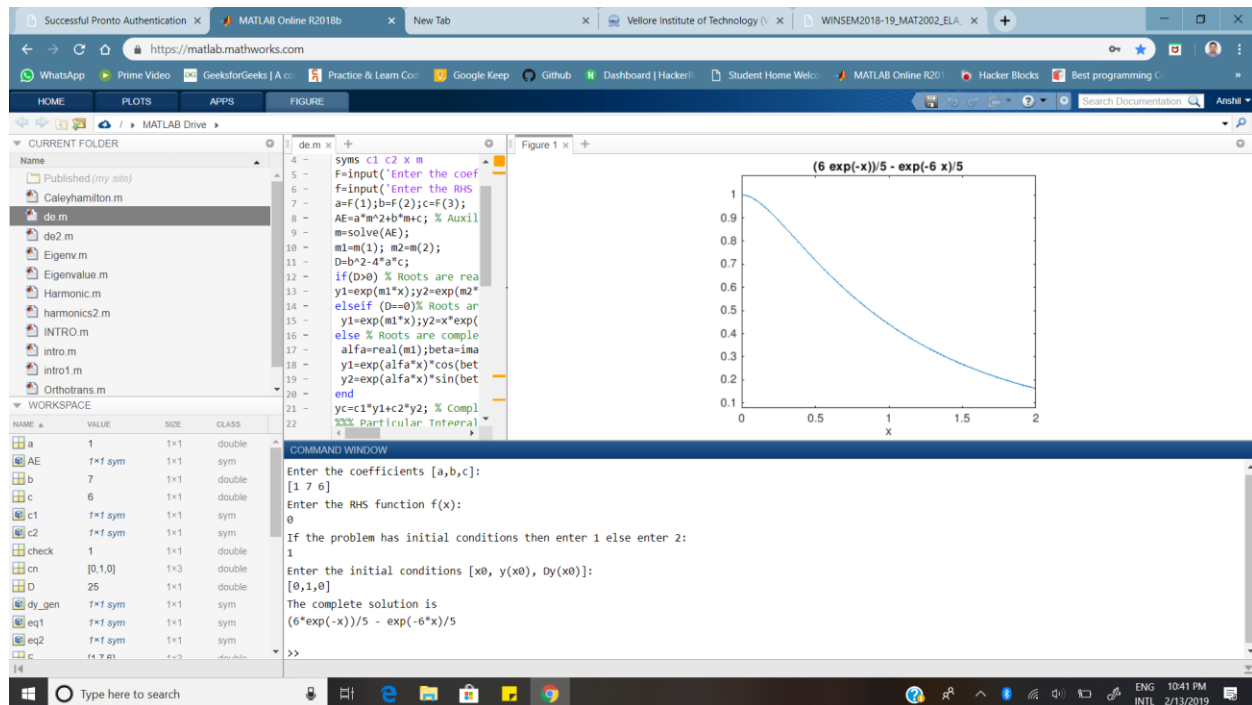 Successful Pronto Authentication
MATLAB Online R2018b
New Tab
Vellore Institute of Technology (V
WINSEM2018-19_MAT2002_ELA_
https://matlab.mathworks.com
WhatsApp
Prime Video
GeeksforGeeks | A co
Practice & Learn Cod
Google Keep
Github
Dashboard | HackerR
Student Home Welco
MATLAB Online R201
Hacker Blocks
Best programming C
»
HOME PLOTS APPS FIGURE
Search Documentation
Anshil
/ MATLAB Drive
CURRENT FOLDER
Name
Published (my site)
Caleyhamilton.m
de.m
de2.m
Eigenv.m
Eigenvalue.m
Harmonic.m
harmonics2.m
INTRO.m
intro.m
intro1.m
Orthotrans.m
WORKSPACE
NAME VALUE SIZE CLASS
a 1 1×1 double
AE 1×1 sym 1×1 sym
b 7 1×1 double
c 6 1×1 double
c1 1×1 sym 1×1 sym
c2 1×1 sym 1×1 sym
check 1 1×1 double
cn [0,1,0] 1×3 double
D 25 1×1 double
dy_gen 1×1 sym 1×1 sym
eq1 1×1 sym 1×1 sym
eq2 1×1 sym 1×1 sym
F [1 7 6] 1×3 double
de.m
4 - syms c1 c2 x m
5 - F=input('Enter the coef
6 - f=input('Enter the RHS
7 - a=F(1);b=F(2);c=F(3);
8 - AE=a*m^2+b*m+c; % Auxil
9 - m=solve(AE);
10 - m1=m(1); m2=m(2);
11 - D=b^2-4*a*c;
12 - if(D>0) % Roots are rea
13 - y1=exp(m1*x);y2=exp(m2*
14 - elseif (D==0)% Roots ar
15 - y1=exp(m1*x);y2=x*exp(
16 - else % Roots are comple
17 - alfa=real(m1);beta=ima
18 - y1=exp(alfa*x)*cos(bet
19 - y2=exp(alfa*x)*sin(bet
20 - end
21 - yc=c1*y1+c2*y2; % Compl
22 %%% Particular Integral
Figure 1
(6 exp(-x))/5 - exp(-6 x)/5
1
0.9
0.8
0.7
0.6
0.5
0.4
0.3
0.2
0.1
0 0.5 1 1.5 2
x
COMMAND WINDOW
Enter the coefficients [a,b,c]:
[1 7 6]
Enter the RHS function f(x):
0
If the problem has initial conditions then enter 1 else enter 2:
1
Enter the initial conditions [x0, y(x0), Dy(x0)]:
[0,1,0]
The complete solution is
(6*exp(-x))/5 - exp(-6*x)/5
>>
Type here to search
ENG
INTL
10:41 PM
2/13/2019